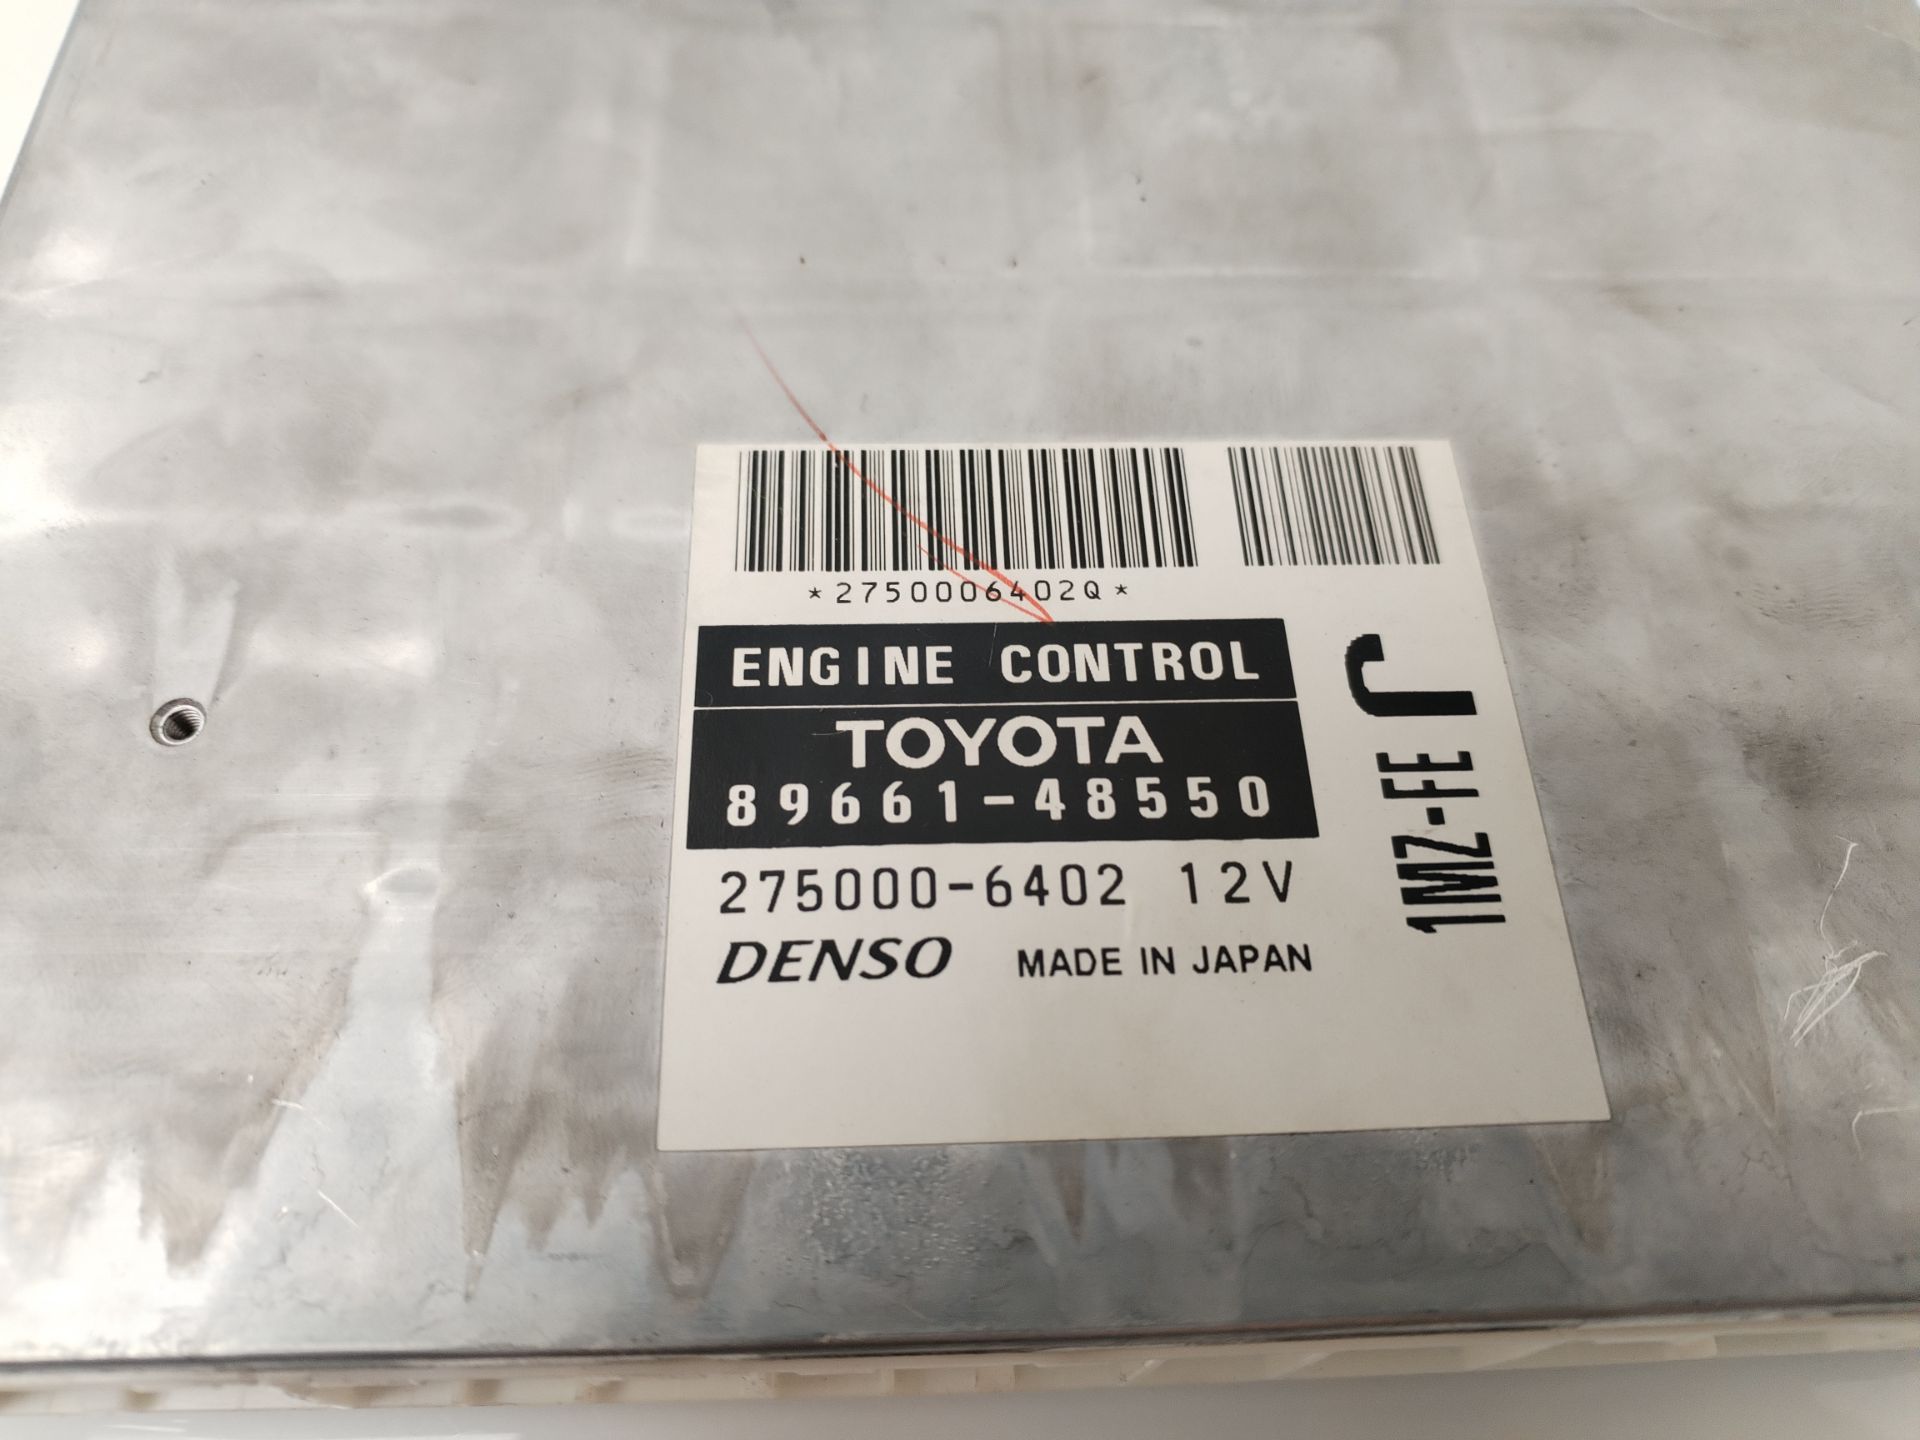 *2750006402Q*
ENGINE CONTROL
TOYOTA
89661-48550
275000-6402 12V
DENSO MADE IN JAPAN
1MZ-FE